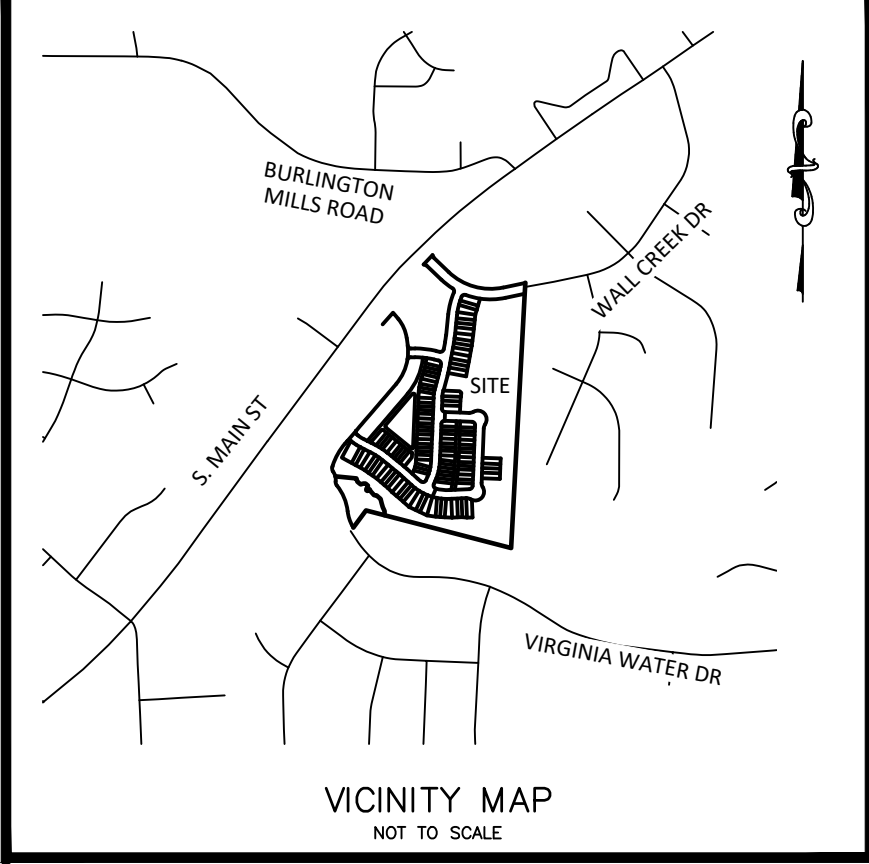 BURLINGTON
MILLS ROAD
WALL CREEK DR
SITE
S. MAIN ST
VIRGINIA WATER DR
VICINITY MAP
NOT TO SCALE